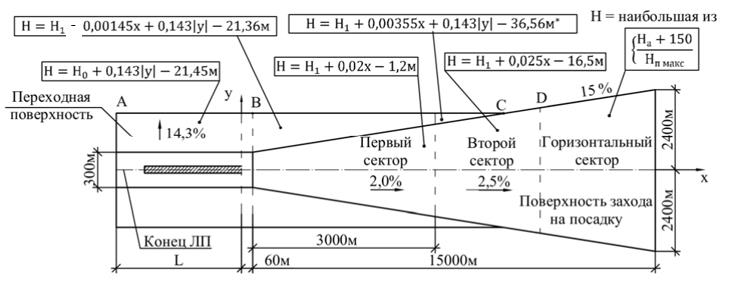 H = H₁ - 0,00145x + 0,143|y| − 21,36м
H = H₁ + 0,00355x + 0,143|y| − 36,56м*
H = наибольшая из
{Hₐ + 150
Hп макс
H = H₀ + 0,143|y| − 21,45м
H = H₁ + 0,02x − 1,2м
H = H₁ + 0,025x − 16,5м
15%
Переходная
поверхность
A
y
B
C
D
14,3%
300м
Первый
сектор
2,0%
Второй
сектор
2,5%
Горизонтальный
сектор
2400м
x
Поверхность захода
на посадку
2400м
Конец ЛП
3000м
L
60м
15000м